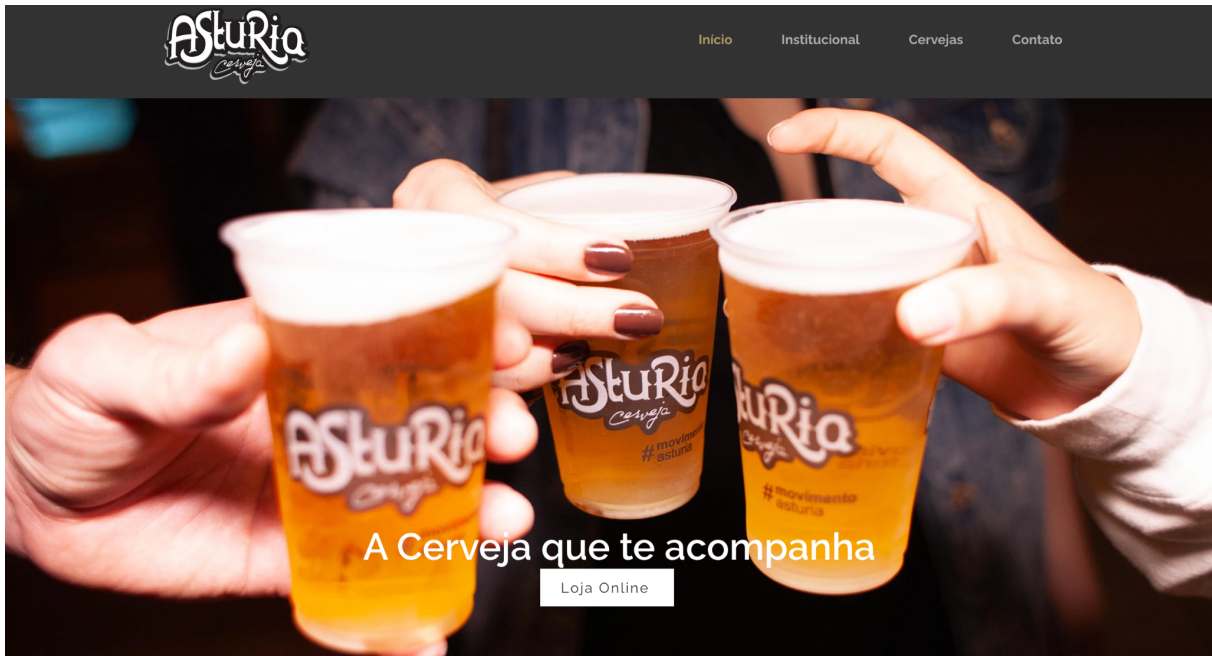 AStuRia
cerveja
Início
Institucional
Cervejas
Contato
AStuRia
cerveja
#movimento
asturia
AStuRia
cerveja
tuRia
cerveja
#movimento
asturia
A Cerveja que te acompanha
Loja Online